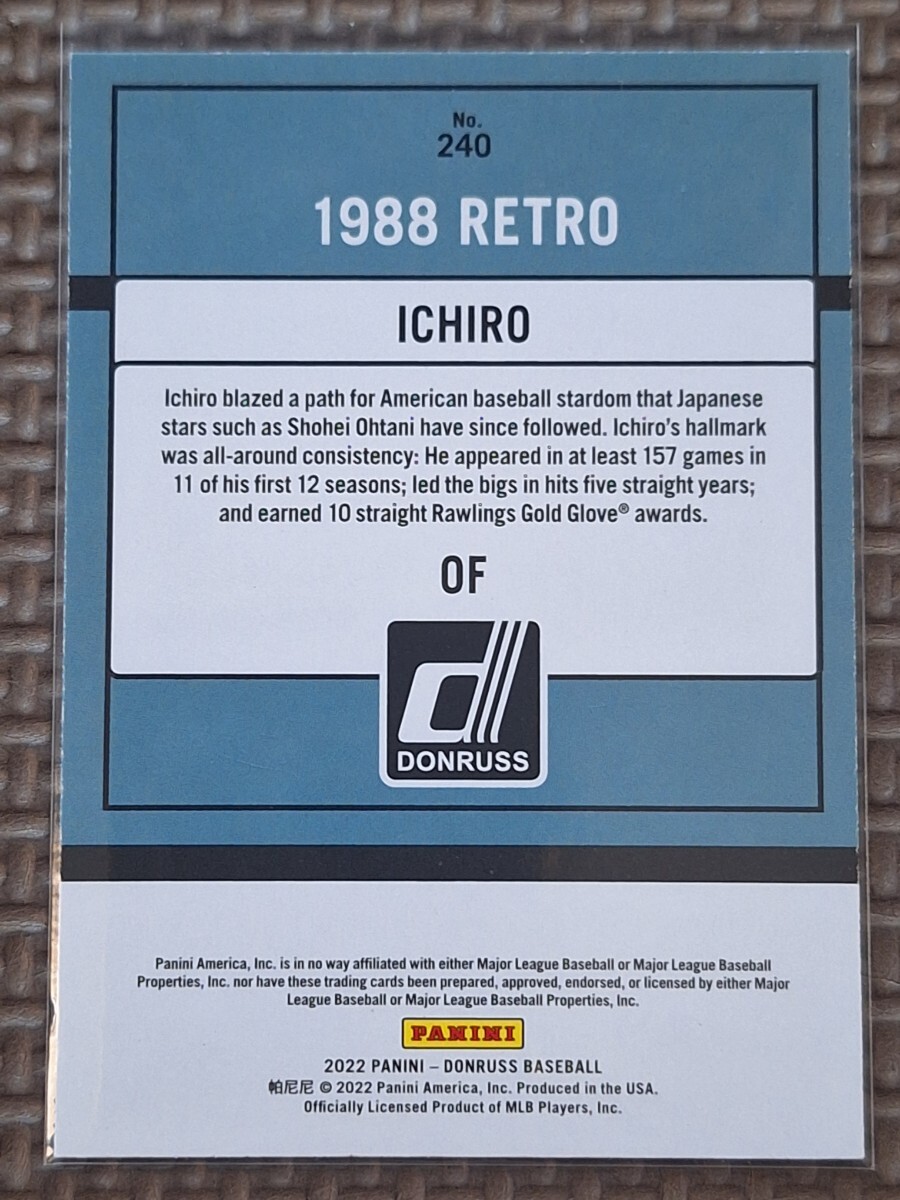 No.
240
1988 RETRO
ICHIRO
Ichiro blazed a path for American baseball stardom that Japanese
stars such as Shohei Ohtani have since followed. Ichiro's hallmark
was all-around consistency: He appeared in at least 157 games in
11 of his first 12 seasons; led the bigs in hits five straight years;
and earned 10 straight Rawlings Gold Glove® awards.
OF
d
DONRUSS
Panini America, Inc. is in no way affiliated with either Major League Baseball or Major League Baseball
Properties, Inc. nor have these trading cards been prepared, approved, endorsed, or licensed by either Major
League Baseball or Major League Baseball Properties, Inc.
PANINI
2022 PANINI – DONRUSS BASEBALL
帕尼尼 © 2022 Panini America, Inc. Produced in the USA.
Officially Licensed Product of MLB Players, Inc.